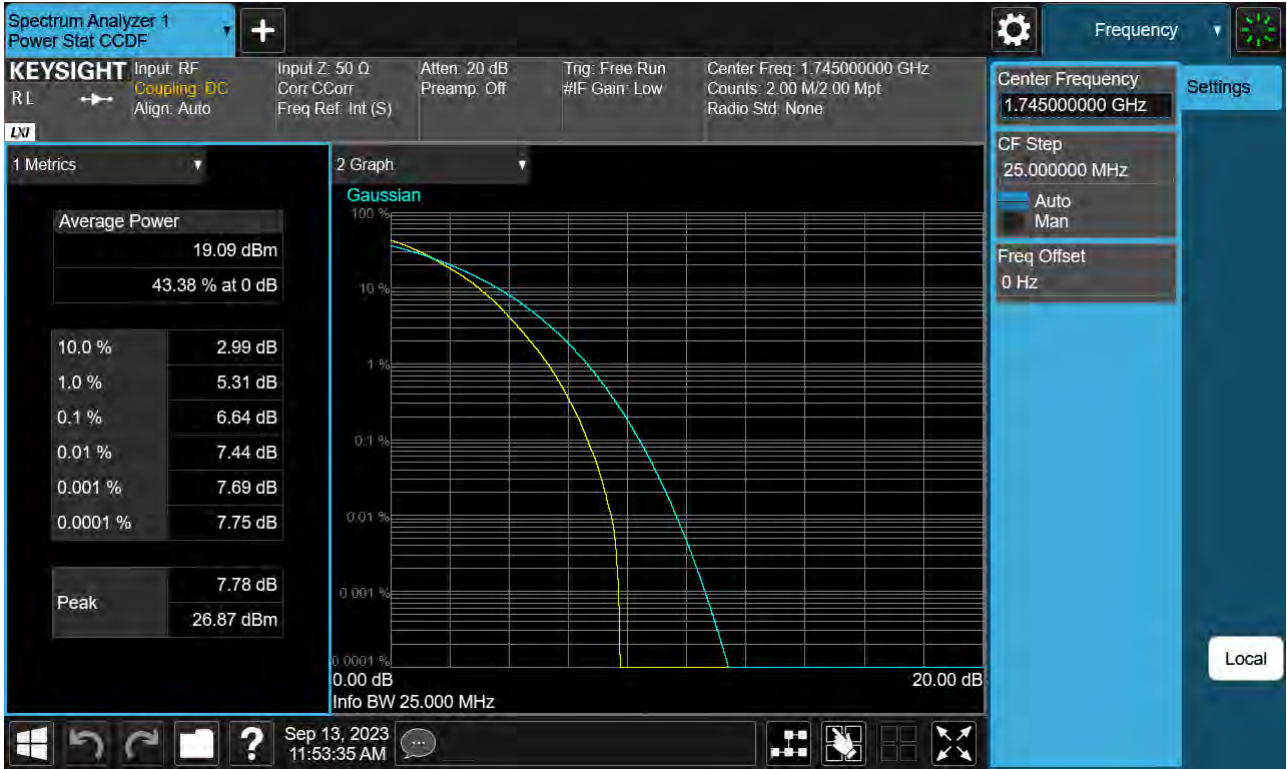 Spectrum Analyzer 1
Power Stat CCDF
Frequency
KEYSIGHT
R L
LXI
Input: RF
Coupling: DC
Align: Auto
Input Z: 50 Ω
Corr CCorr
Freq Ref: Int (S)
Atten: 20 dB
Preamp: Off
Trig: Free Run
#IF Gain: Low
Center Freq: 1.745000000 GHz
Counts: 2.00 M/2.00 Mpt
Radio Std: None
Center Frequency
1.745000000 GHz
Settings
CF Step
25.000000 MHz
Auto
Man
Freq Offset
0 Hz
Local
1 Metrics
Average Power
19.09 dBm
43.38 % at 0 dB
10.0 % 2.99 dB
1.0 % 5.31 dB
0.1 % 6.64 dB
0.01 % 7.44 dB
0.001 % 7.69 dB
0.0001 % 7.75 dB
Peak
7.78 dB
26.87 dBm
2 Graph
Gaussian
100 %
10 %
1 %
0.1 %
0.01 %
0.001 %
0.0001 %
0.00 dB 20.00 dB
Info BW 25.000 MHz
?
Sep 13, 2023
11:53:35 AM